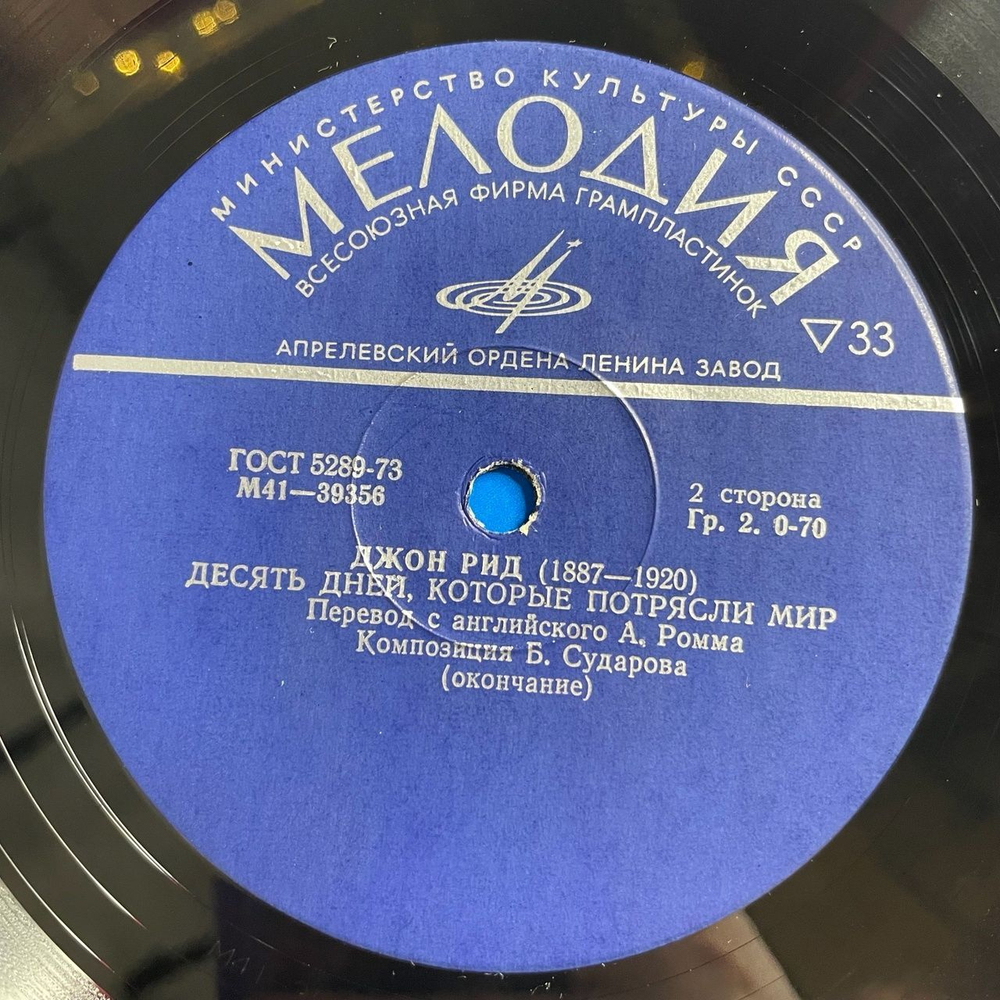 МИНИСТЕРСТВО КУЛЬТУРЫ СССР
МЕЛОДИЯ
ВСЕСОЮЗНАЯ ФИРМА ГРАМПЛАСТИНОК
▽33
АПРЕЛЕВСКИЙ ОРДЕНА ЛЕНИНА ЗАВОД
ГОСТ 5289-73
М41—39356
2 сторона
Гр. 2. 0-70
ДЖОН РИД (1887—1920)
ДЕСЯТЬ ДНЕЙ, КОТОРЫЕ ПОТРЯСЛИ МИР
Перевод с английского А. Ромма
Композиция Б. Сударова
(окончание)